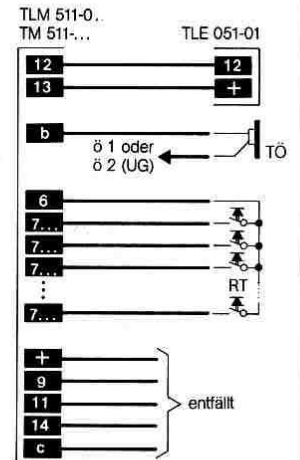 TLM 511-0..
TM 511-... TLE 051-01
12 12
13 +
b
ö 1 oder
ö 2 (UG) TÖ
6
7...
7...
7...
RT
7...
+
9
11 entfällt
14
c